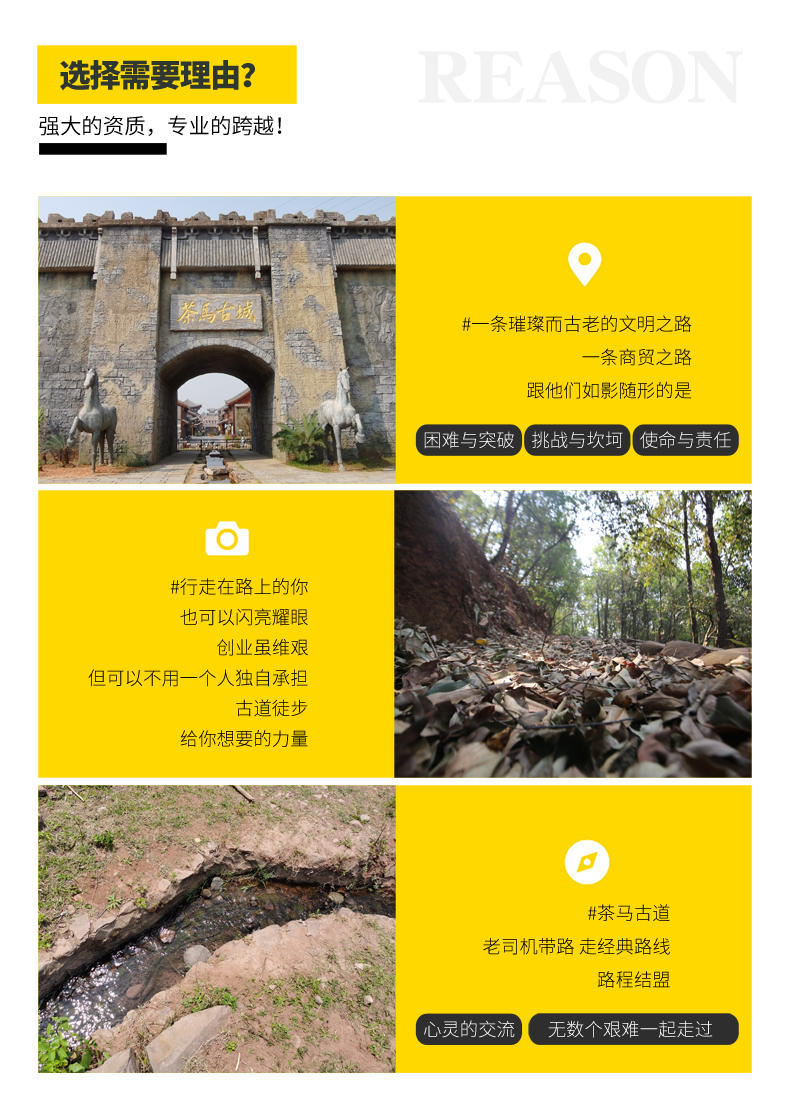 选择需要理由？
REASON
强大的资质，专业的跨越！
茶马古城
#一条璀璨而古老的文明之路
一条商贸之路
跟他们如影随形的是
困难与突破 挑战与坎坷 使命与责任
#行走在路上的你
也可以闪亮耀眼
创业虽维艰
但可以不用一个人独自承担
古道徒步
给你想要的力量
#茶马古道
老司机带路 走经典路线
路程结盟
心灵的交流 无数个艰难一起走过